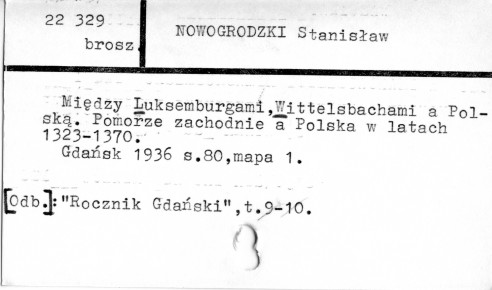 22 329
brosz.
NOWOGRODZKI Stanisław
Między Luksemburgami,Wittelsbachami a Pol-
ską. Pomorze zachodnie a Polska w latach
1323-1370.
Gdańsk 1936 s.80,mapa 1.
[Odb.]:"Rocznik Gdański",t.9-10.